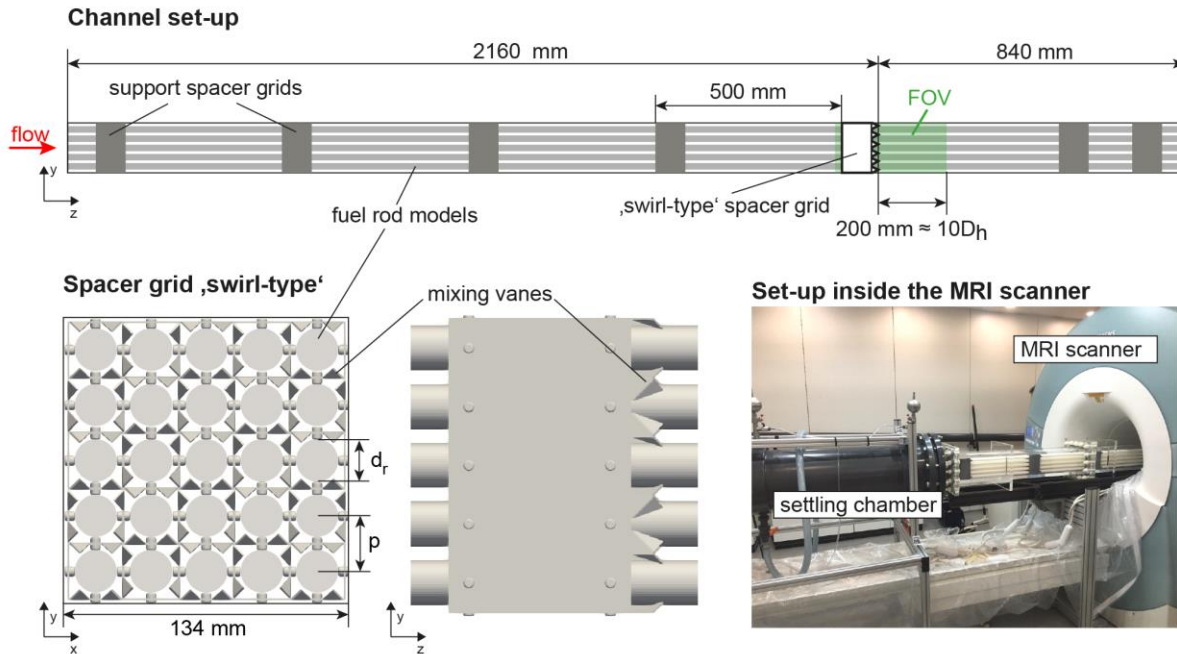 Channel set-up
2160 mm
840 mm
support spacer grids
500 mm
FOV
flow
y
z
fuel rod models
‚swirl-type‘ spacer grid
200 mm ≈ 10Dh
Spacer grid ‚swirl-type‘
mixing vanes
Set-up inside the MRI scanner
MRI scanner
dr
settling chamber
p
y
x
134 mm
y
z